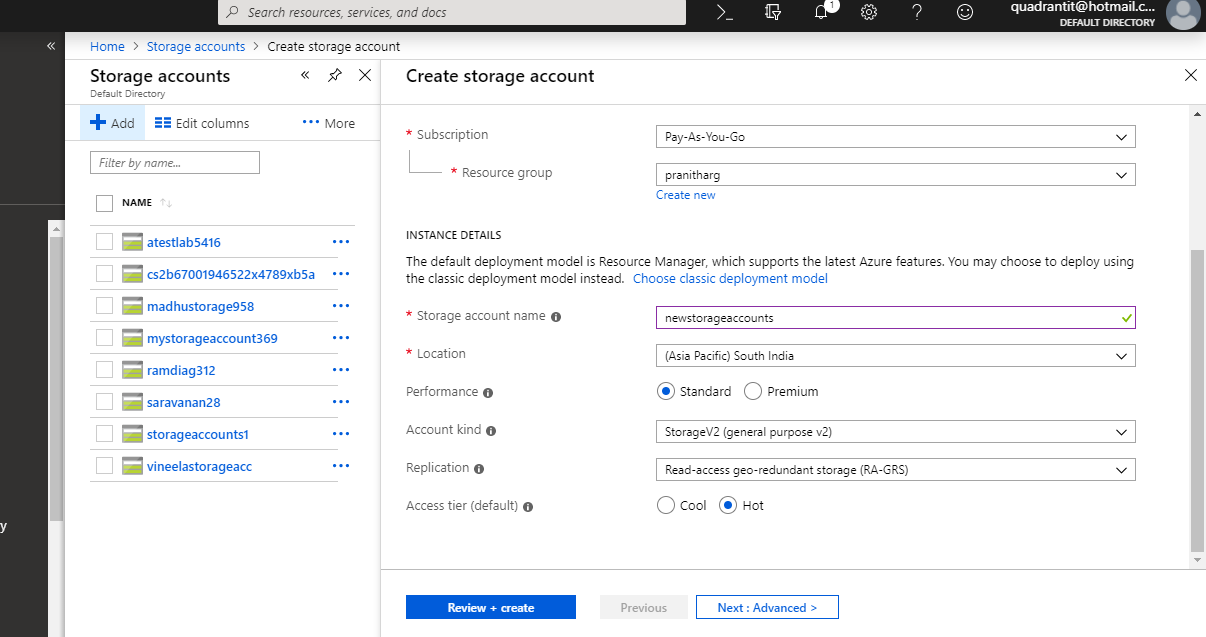 Search resources, services, and docs
1
quadrantit@hotmail.c...
DEFAULT DIRECTORY
«
Home > Storage accounts > Create storage account
Storage accounts
«
Default Directory
Add
Edit columns
More
Filter by name...
NAME
atestlab5416
cs2b67001946522x4789xb5a
madhustorage958
mystorageaccount369
ramdiag312
saravanan28
storageaccounts1
vineelastorageacc
y
Create storage account
* Subscription
Pay-As-You-Go
* Resource group
pranitharg
Create new
INSTANCE DETAILS
The default deployment model is Resource Manager, which supports the latest Azure features. You may choose to deploy using
the classic deployment model instead. Choose classic deployment model
* Storage account name
newstorageaccounts
* Location
(Asia Pacific) South India
Performance
Standard Premium
Account kind
StorageV2 (general purpose v2)
Replication
Read-access geo-redundant storage (RA-GRS)
Access tier (default)
Cool Hot
Review + create
Previous
Next : Advanced >